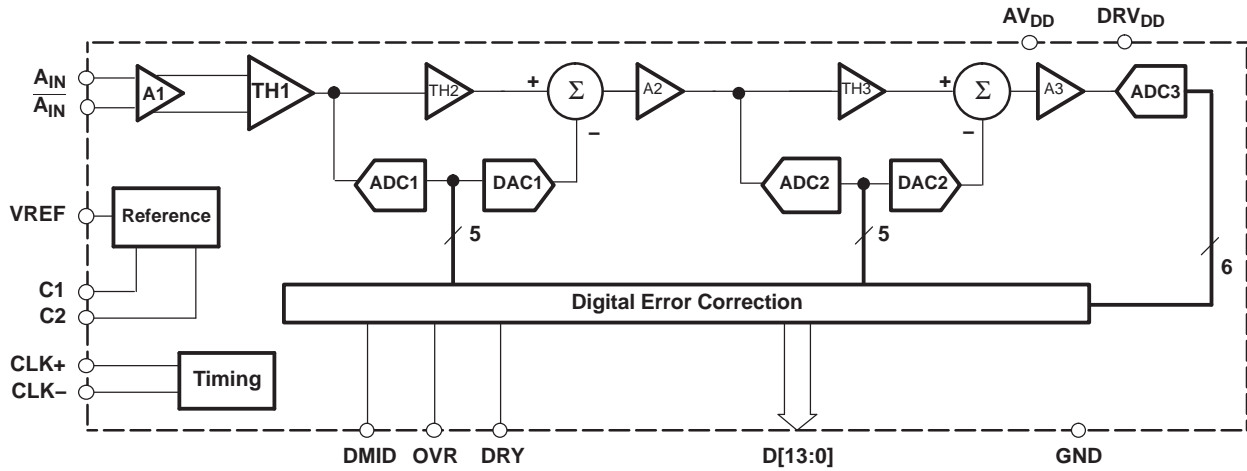 AVDD DRVDD
AIN
AIN
A1
TH1
TH2
+
Σ
−
A2
TH3
+
Σ
−
A3
ADC3
ADC1
DAC1
ADC2
DAC2
VREF
Reference
5
5
6
C1
C2
Digital Error Correction
CLK+
CLK−
Timing
DMID OVR DRY D[13:0] GND